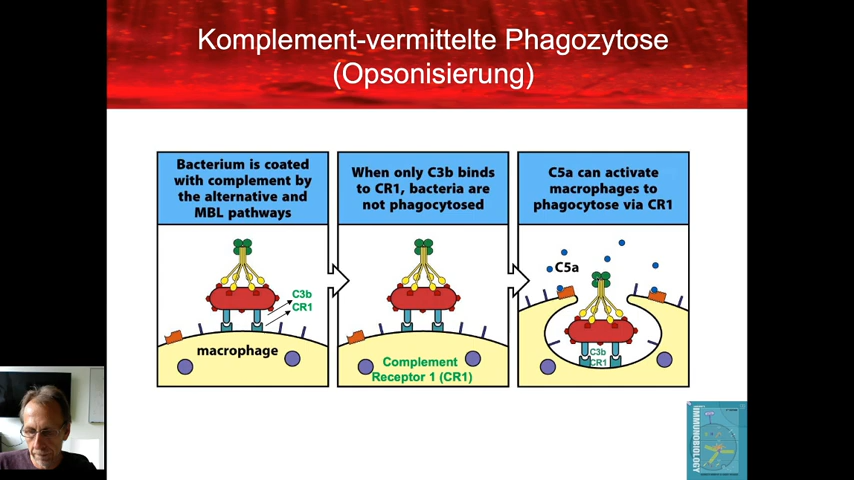 Komplement-vermittelte Phagozytose
(Opsonisierung)
Bacterium is coated
with complement by
the alternative and
MBL pathways
When only C3b binds
to CR1, bacteria are
not phagocytosed
C5a can activate
macrophages to
phagocytose via CR1
C3b
CR1
macrophage
Complement
Receptor 1 (CR1)
C5a
C3b
CR1
IMMUNOBIOLOGY